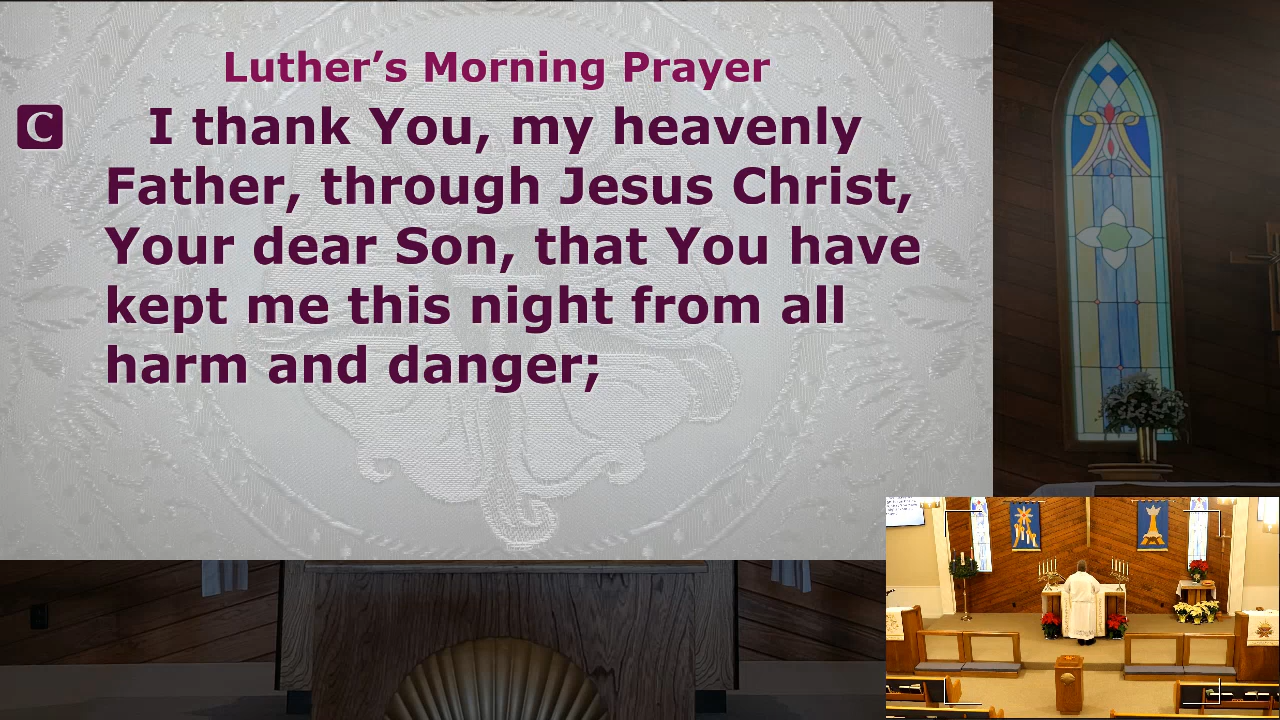 Luther’s Morning Prayer
C I thank You, my heavenly
Father, through Jesus Christ,
Your dear Son, that You have
kept me this night from all
harm and danger;